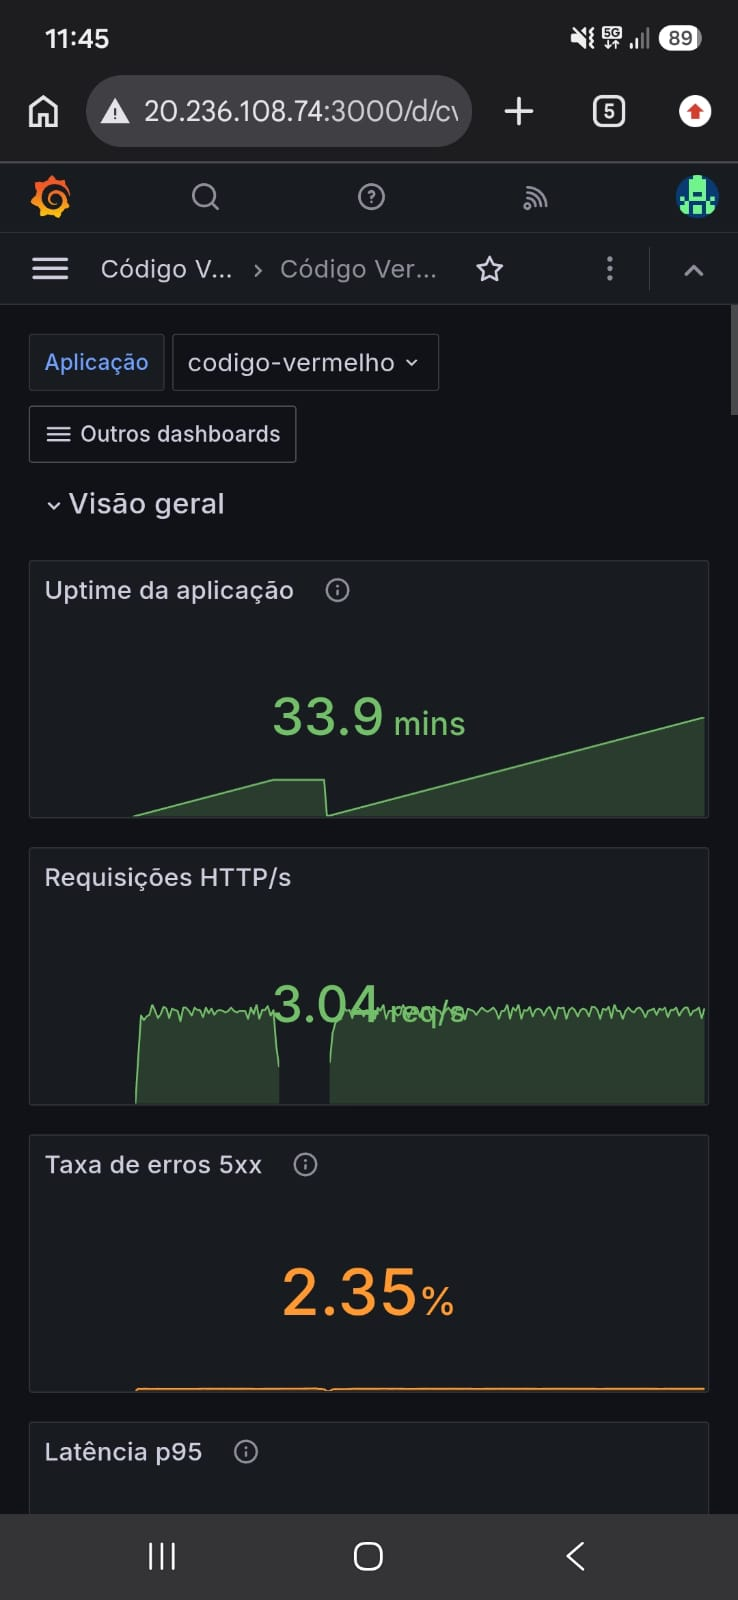 11:45
5G
89
20.236.108.74:3000/d/cv
5
Código V... › Código Ver...
Aplicação
codigo-vermelho
Outros dashboards
Visão geral
Uptime da aplicação
33.9 mins
Requisições HTTP/s
3.04 req/s
Taxa de erros 5xx
2.35%
Latência p95